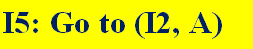 I5: Go to (I2, A)